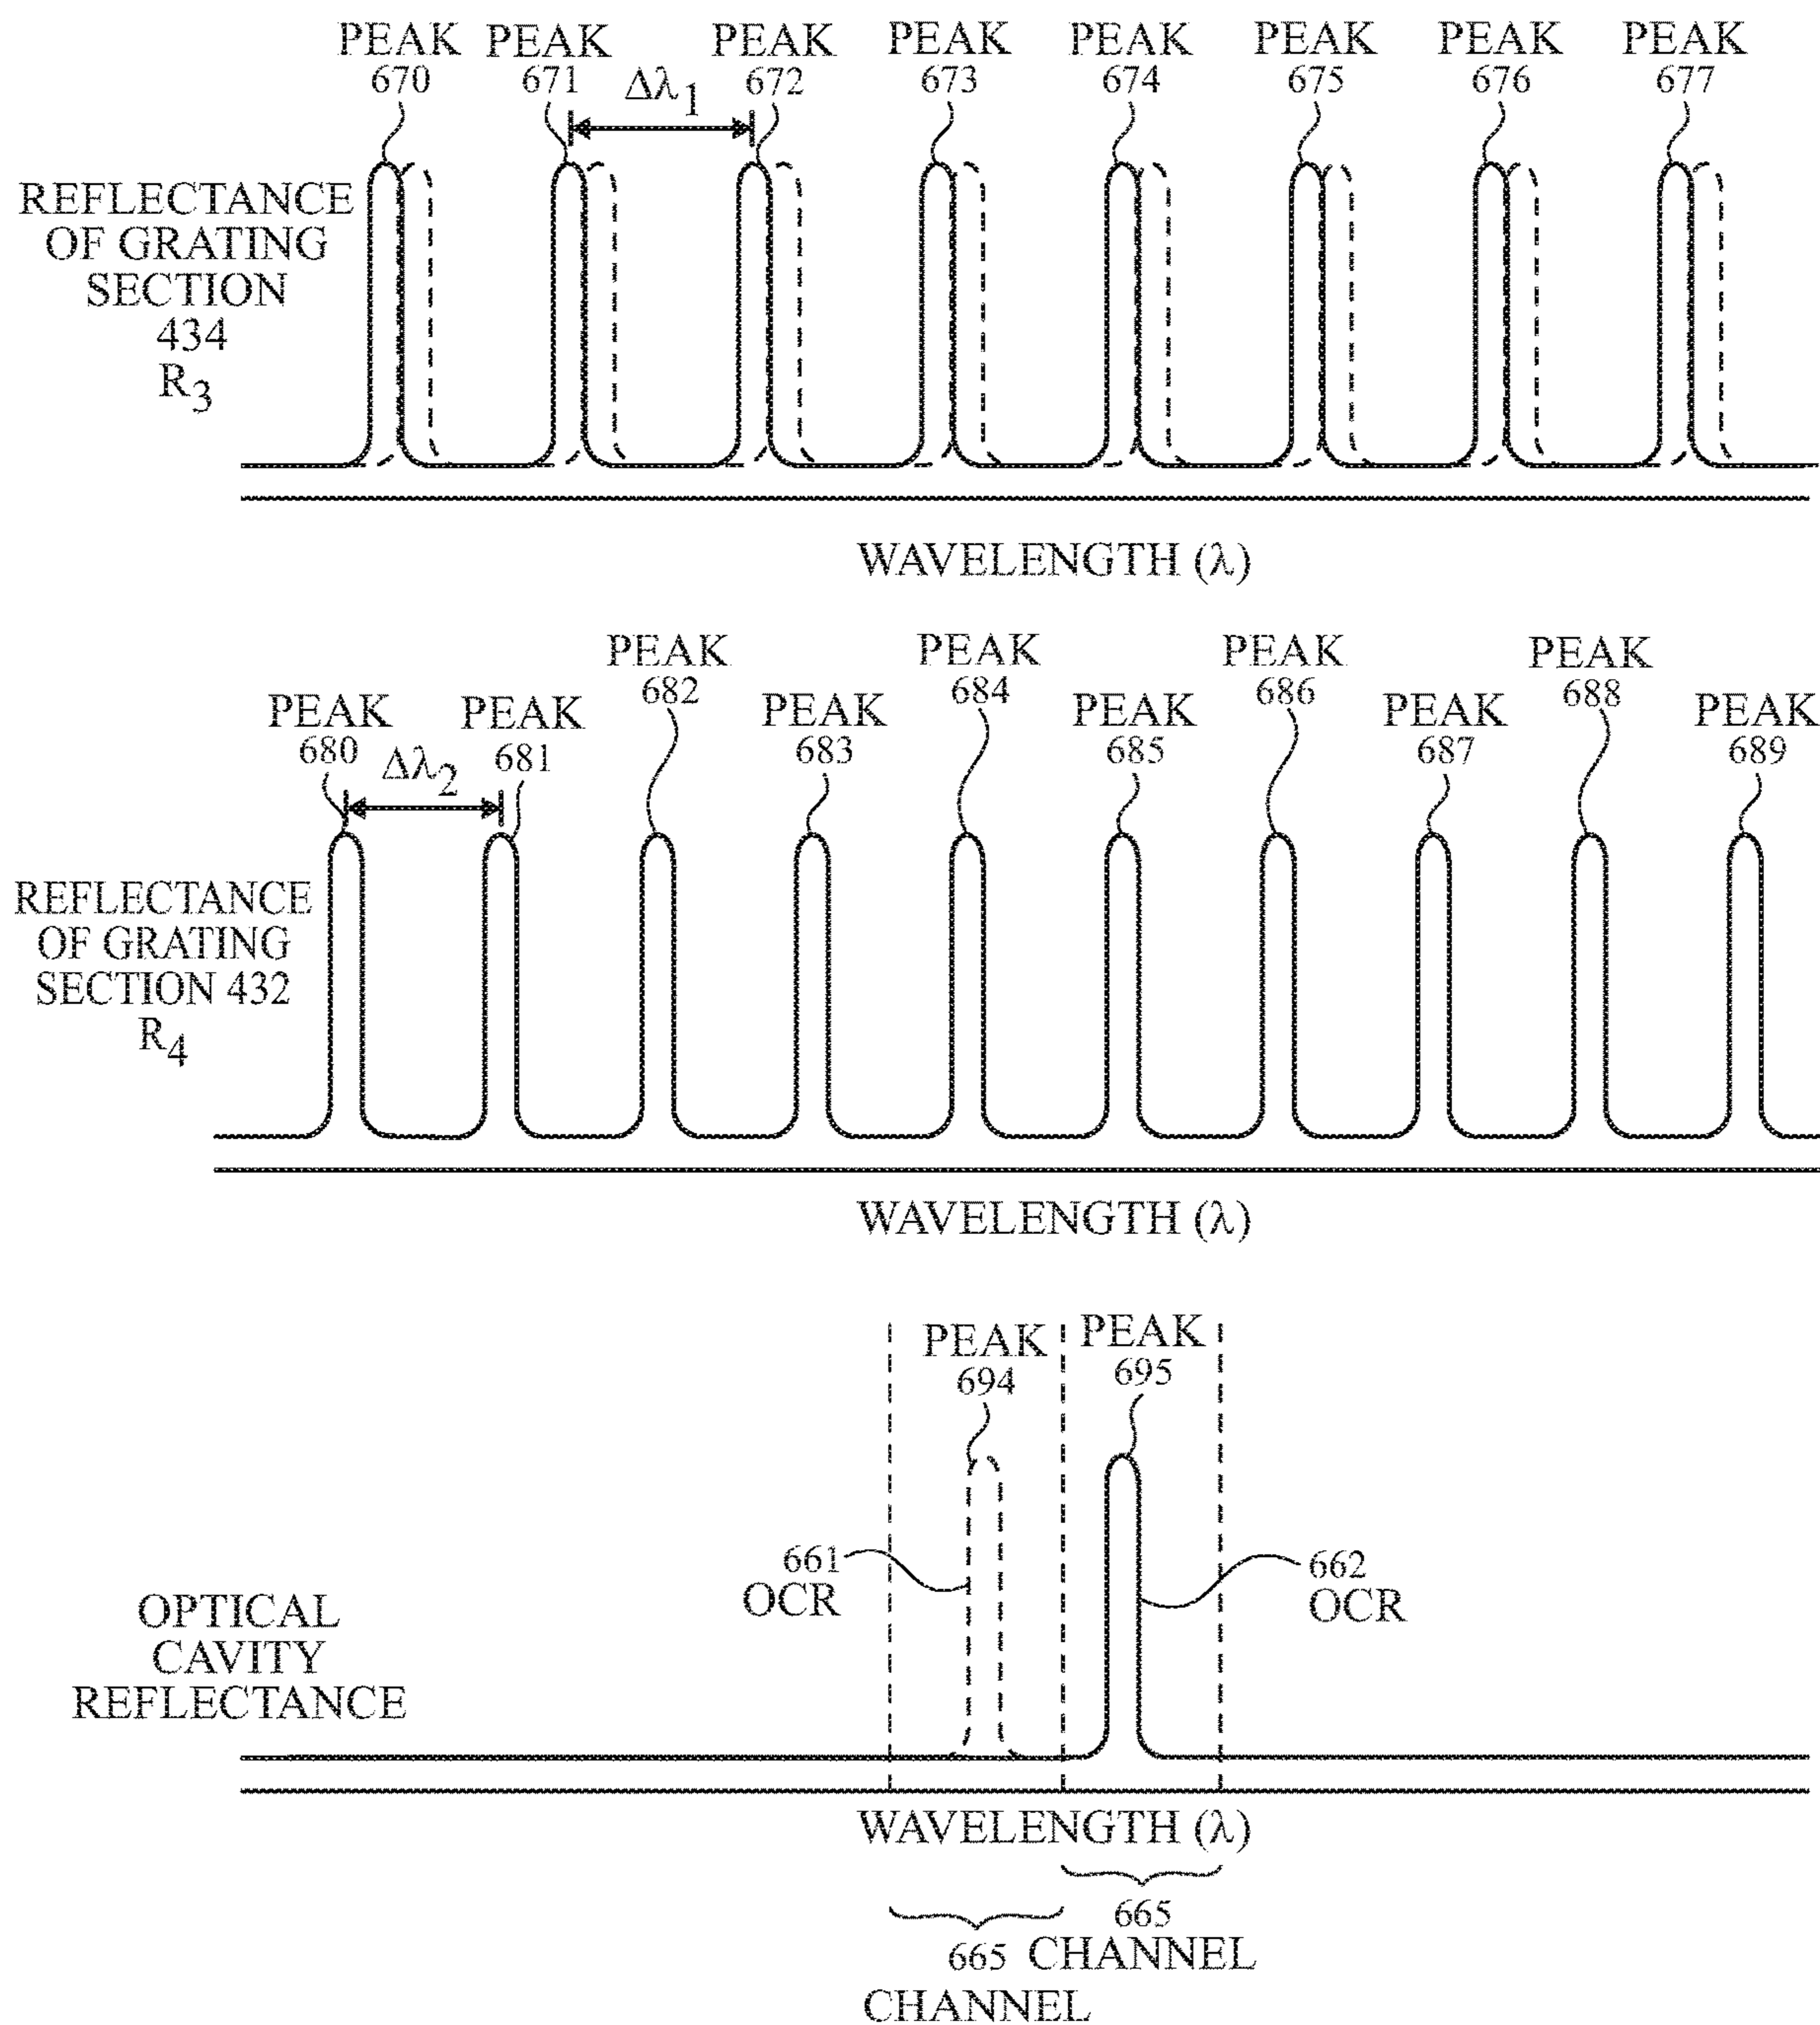 PEAK PEAK PEAK PEAK PEAK PEAK PEAK PEAK
670 671 Δλ1 672 673 674 675 676 677
REFLECTANCE
OF GRATING
SECTION
434
R3
WAVELENGTH (λ)
PEAK PEAK PEAK PEAK
682 684 686 688
PEAK PEAK PEAK PEAK PEAK PEAK
680 Δλ2 681 683 685 687 689
REFLECTANCE
OF GRATING
SECTION 432
R4
WAVELENGTH (λ)
PEAK PEAK
694 695
661 662
OCR OCR
OPTICAL
CAVITY
REFLECTANCE
WAVELENGTH (λ)
665
665 CHANNEL
CHANNEL